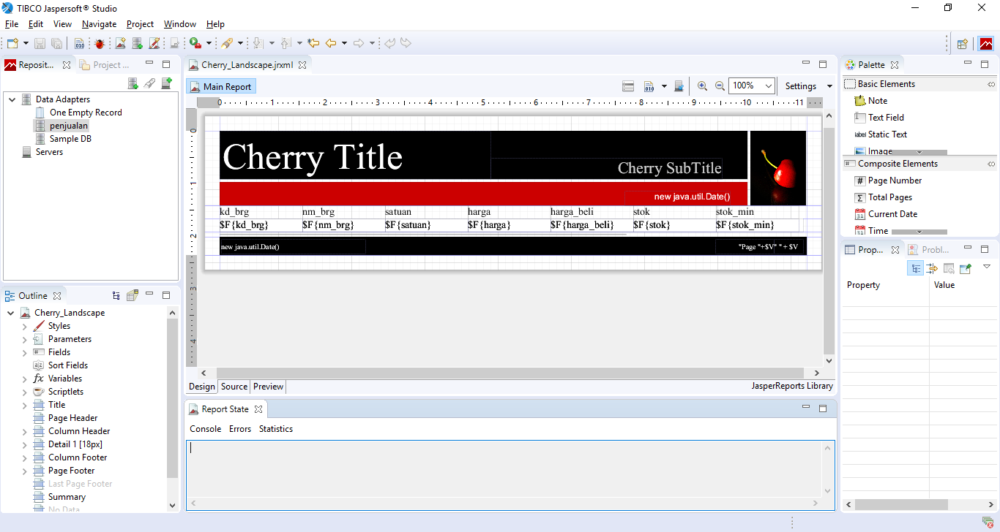 TIBCO Jaspersoft® Studio
File Edit View Navigate Project Window Help
Reposit... Project ...
Data Adapters
One Empty Record
penjualan
Sample DB
Servers
Outline
Cherry_Landscape
Styles
Parameters
Fields
Sort Fields
Variables
Scriptlets
Title
Page Header
Column Header
Detail 1 [18px]
Column Footer
Page Footer
Last Page Footer
Summary
No Data
Cherry_Landscape.jrxml
Main Report
100%
Settings
0 1 2 3 4 5 6 7 8 9 10 11
0
1
2
3
4
Cherry Title
Cherry SubTitle
new java.util.Date()
kd_brg nm_brg satuan harga harga_beli stok stok_min
$F{kd_brg} $F{nm_brg} $F{satuan} $F{harga} $F{harga_beli} $F{stok} $F{stok_min}
new java.util.Date() "Page "+$V" " + $V
Design Source Preview
JasperReports Library
Report State
Console Errors Statistics
Palette
Basic Elements
Note
Text Field
label Static Text
Image
Composite Elements
# Page Number
Σ Total Pages
Current Date
Time
Prop... Probl...
Property Value